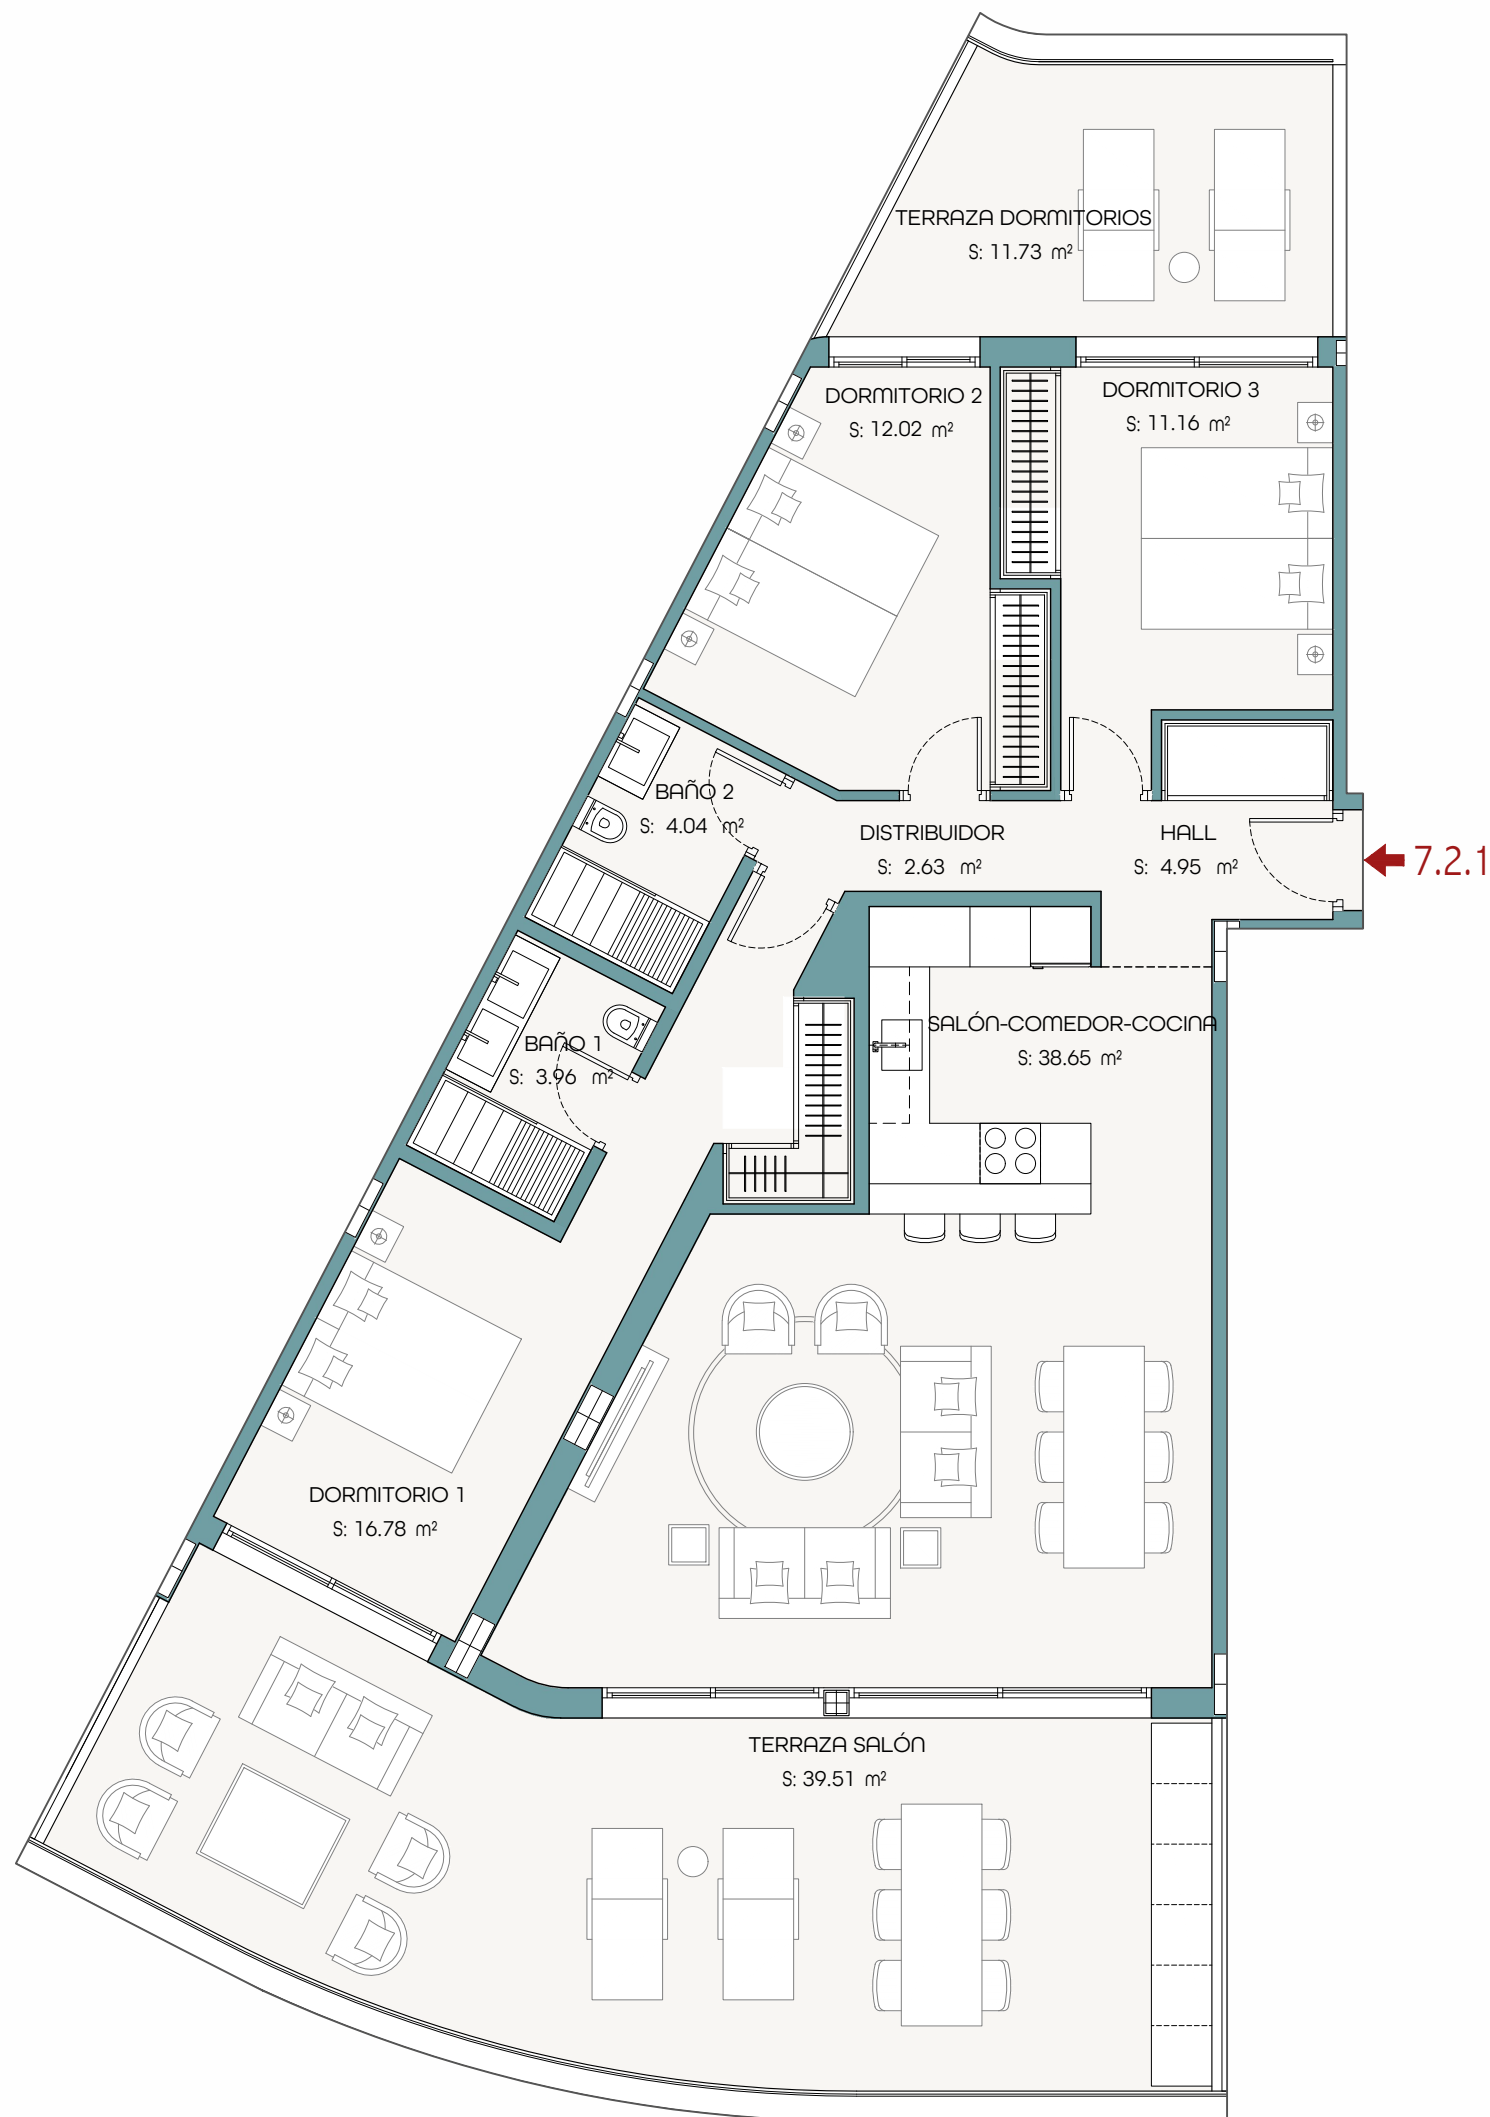 TERRAZA DORMITORIOS
S: 11.73 m²
DORMITORIO 2
S: 12.02 m²
DORMITORIO 3
S: 11.16 m²
BAÑO 2
S: 4.04 m²
DISTRIBUIDOR
S: 2.63 m²
HALL
S: 4.95 m²
7.2.1
BAÑO 1
S: 3.96 m²
SALÓN-COMEDOR-COCINA
S: 38.65 m²
DORMITORIO 1
S: 16.78 m²
TERRAZA SALÓN
S: 39.51 m²